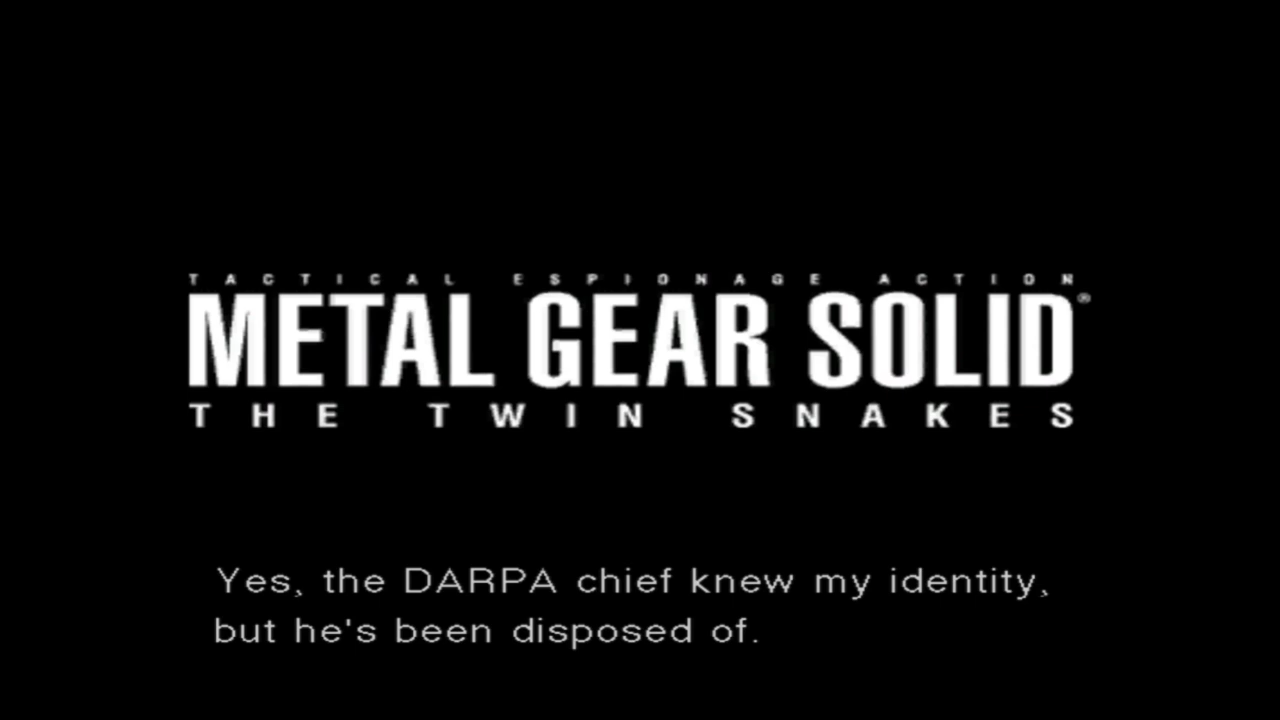 TACTICAL ESPIONAGE ACTION
METAL GEAR SOLID®
THE TWIN SNAKES
Yes, the DARPA chief knew my identity,
but he's been disposed of.